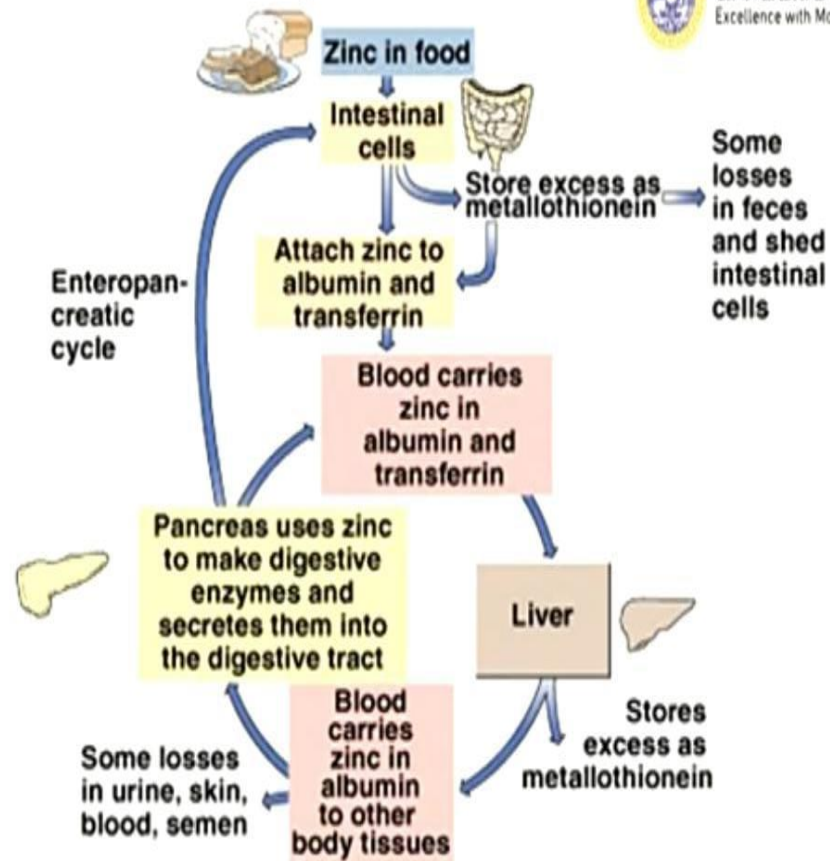 Excellence with
Zinc in food
Intestinal
cells
Store excess as
metallothionein
Some
losses
in feces
and shed
intestinal
cells
Attach zinc to
albumin and
transferrin
Enteropan-
creatic
cycle
Blood carries
zinc in
albumin and
transferrin
Pancreas uses zinc
to make digestive
enzymes and
secretes them into
the digestive tract
Liver
Stores
excess as
metallothionein
Blood
carries
zinc in
albumin
to other
body tissues
Some losses
in urine, skin,
blood, semen